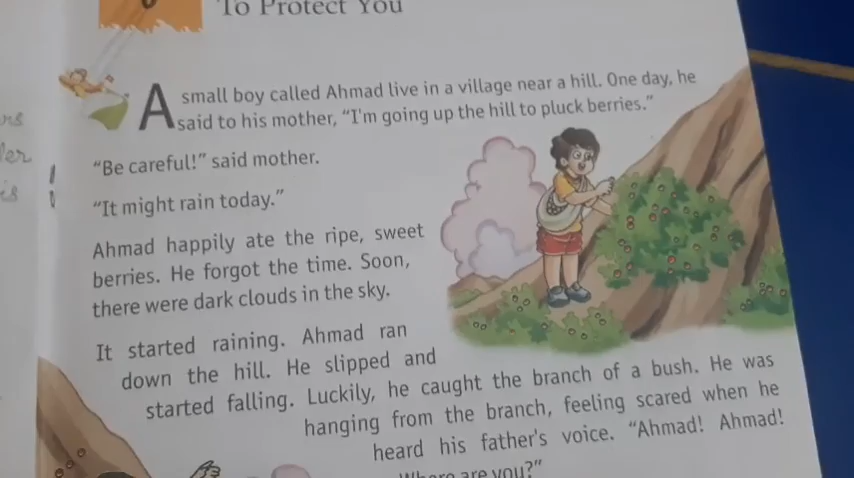 To Protect You
A small boy called Ahmad live in a village near a hill. One day, he
said to his mother, “I'm going up the hill to pluck berries.”
“Be careful!” said mother.
“It might rain today.”
Ahmad happily ate the ripe, sweet
berries. He forgot the time. Soon,
there were dark clouds in the sky.
It started raining. Ahmad ran
down the hill. He slipped and
started falling. Luckily, he caught the branch of a bush. He was
hanging from the branch, feeling scared when he
heard his father's voice. “Ahmad! Ahmad!
Where are you?”